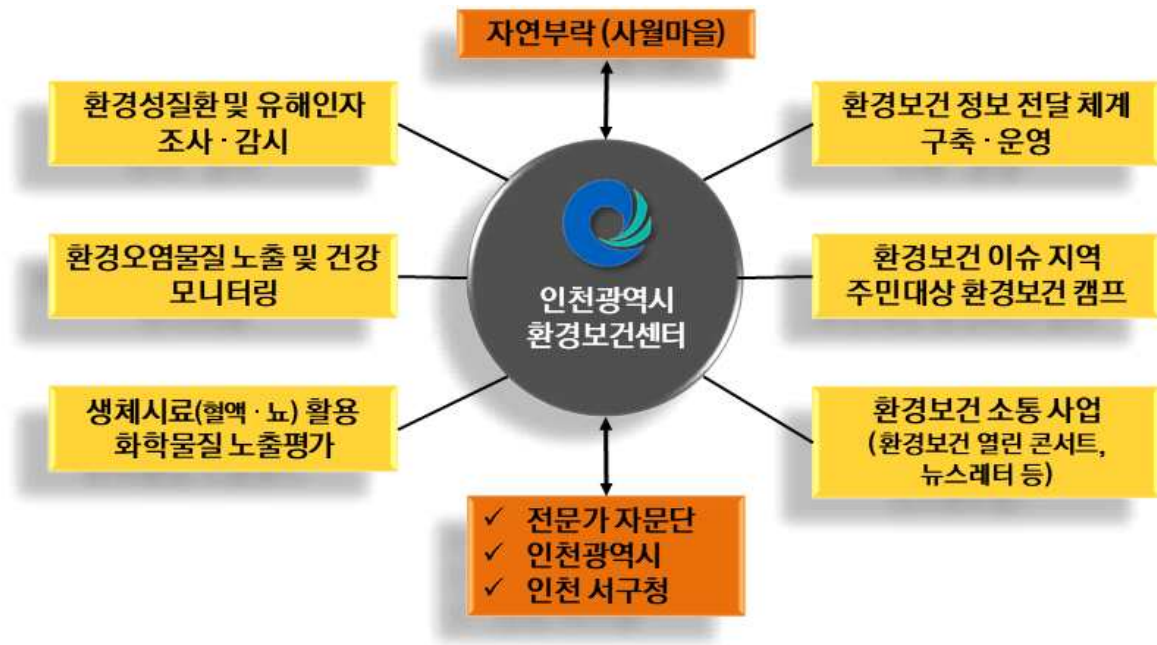 자연부락 (사월마을)
환경성질환 및 유해인자
조사 · 감시
환경보건 정보 전달 체계
구축 · 운영
환경오염물질 노출 및 건강
모니터링
인천광역시
환경보건센터
환경보건 이슈 지역
주민대상 환경보건 캠프
생체시료(혈액 · 뇨) 활용
화학물질 노출평가
환경보건 소통 사업
(환경보건 열린 콘서트,
뉴스레터 등)
✓ 전문가 자문단
✓ 인천광역시
✓ 인천 서구청